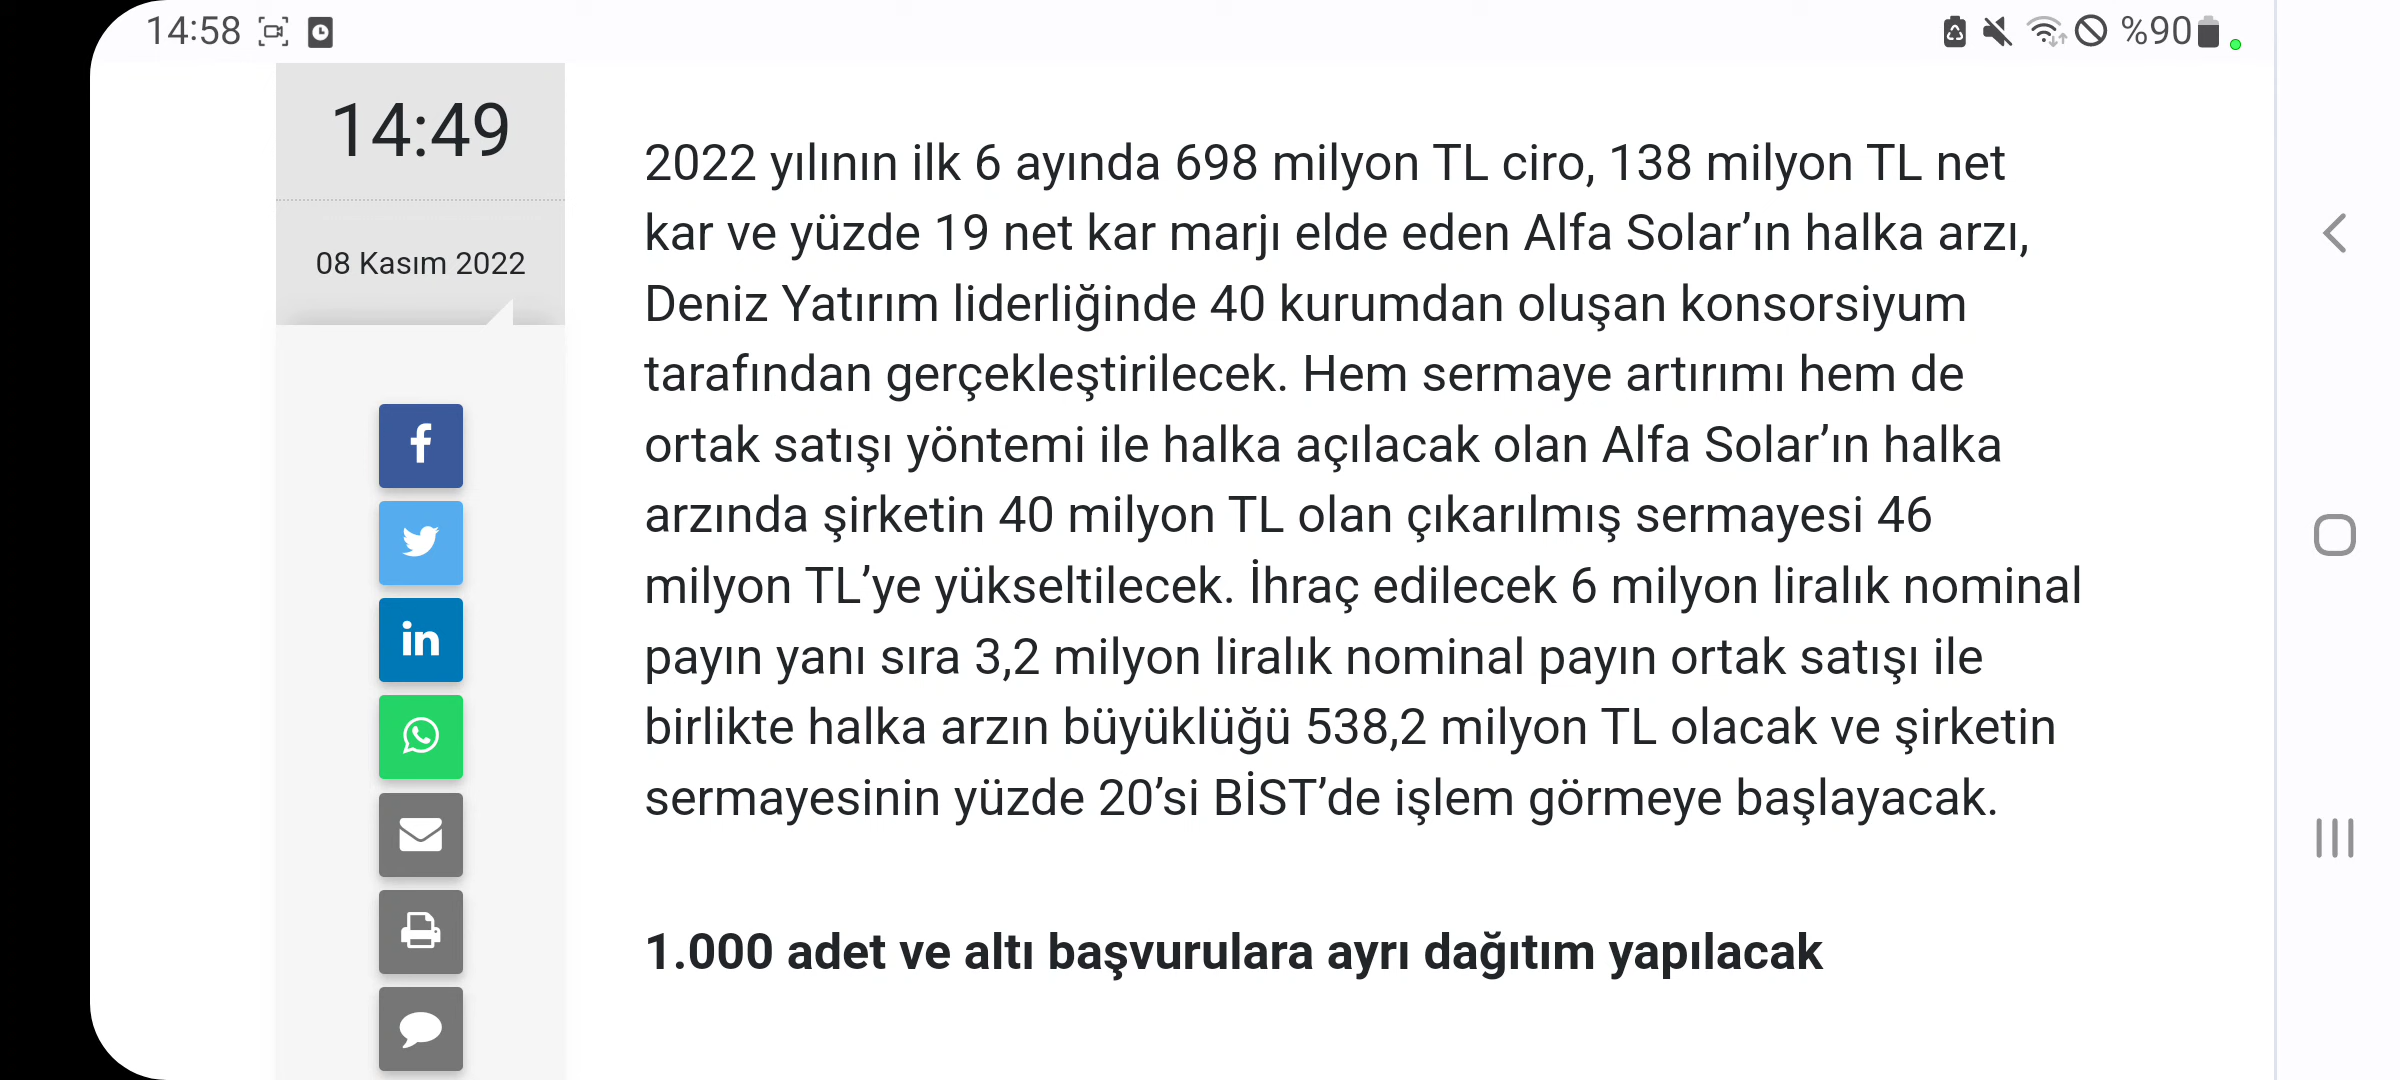 14:58
%90
14:49
08 Kasım 2022
f
in
2022 yılının ilk 6 ayında 698 milyon TL ciro, 138 milyon TL net
kar ve yüzde 19 net kar marjı elde eden Alfa Solar’ın halka arzı,
Deniz Yatırım liderliğinde 40 kurumdan oluşan konsorsiyum
tarafından gerçekleştirilecek. Hem sermaye artırımı hem de
ortak satışı yöntemi ile halka açılacak olan Alfa Solar’ın halka
arzında şirketin 40 milyon TL olan çıkarılmış sermayesi 46
milyon TL’ye yükseltilecek. İhraç edilecek 6 milyon liralık nominal
payın yanı sıra 3,2 milyon liralık nominal payın ortak satışı ile
birlikte halka arzın büyüklüğü 538,2 milyon TL olacak ve şirketin
sermayesinin yüzde 20’si BİST’de işlem görmeye başlayacak.
1.000 adet ve altı başvurulara ayrı dağıtım yapılacak